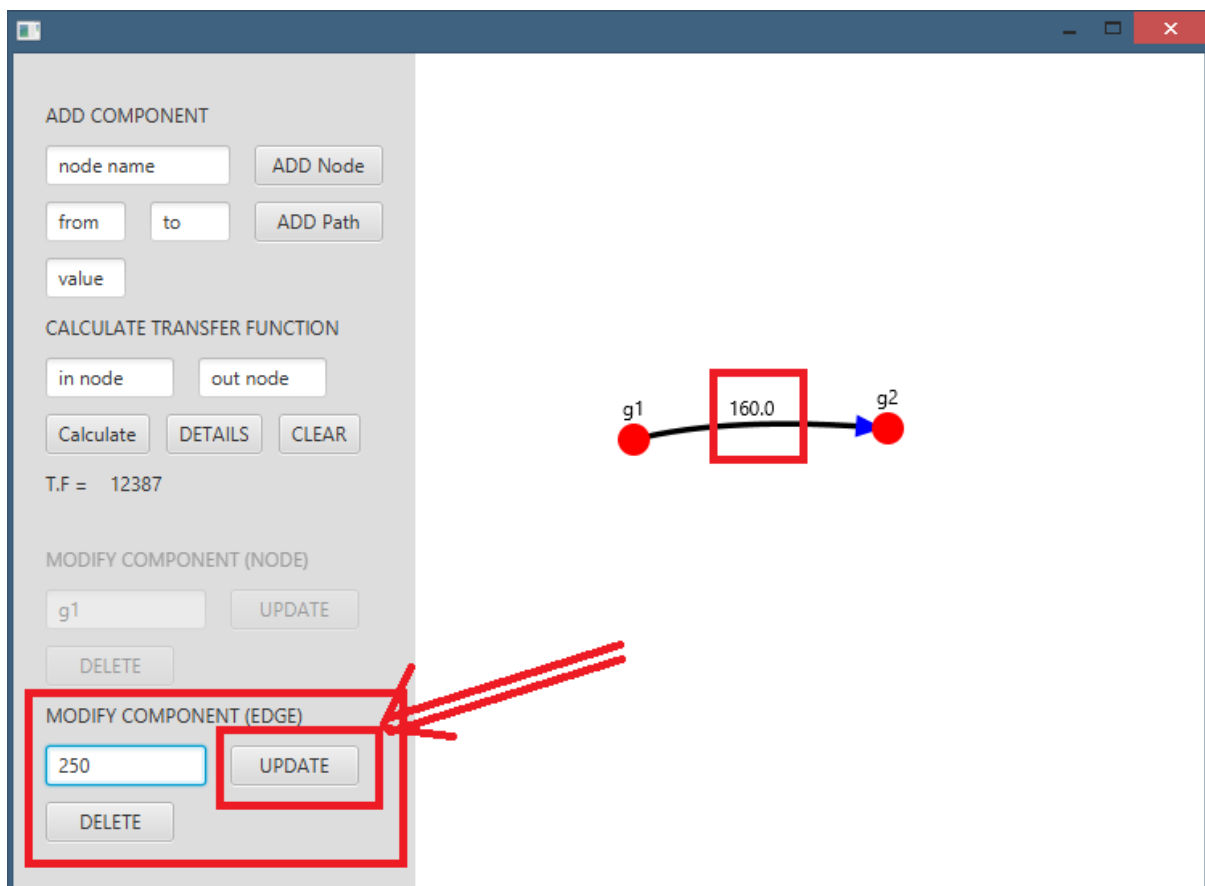 ADD COMPONENT
node name ADD Node
from to ADD Path
value
CALCULATE TRANSFER FUNCTION
in node out node
Calculate DETAILS CLEAR
T.F = 12387
MODIFY COMPONENT (NODE)
g1 UPDATE
DELETE
MODIFY COMPONENT (EDGE)
250 UPDATE
DELETE
g1 160.0 g2